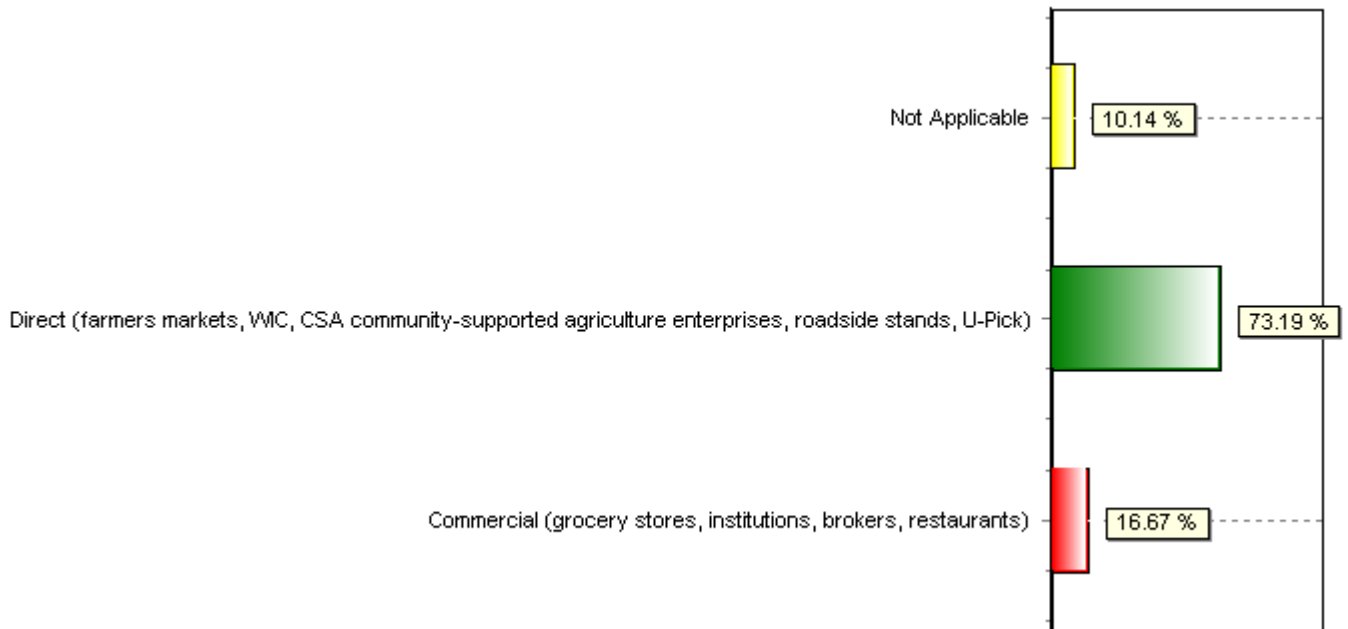 Not Applicable
10.14 %
Direct (farmers markets, WIC, CSA community-supported agriculture enterprises, roadside stands, U-Pick)
73.19 %
Commercial (grocery stores, institutions, brokers, restaurants)
16.67 %